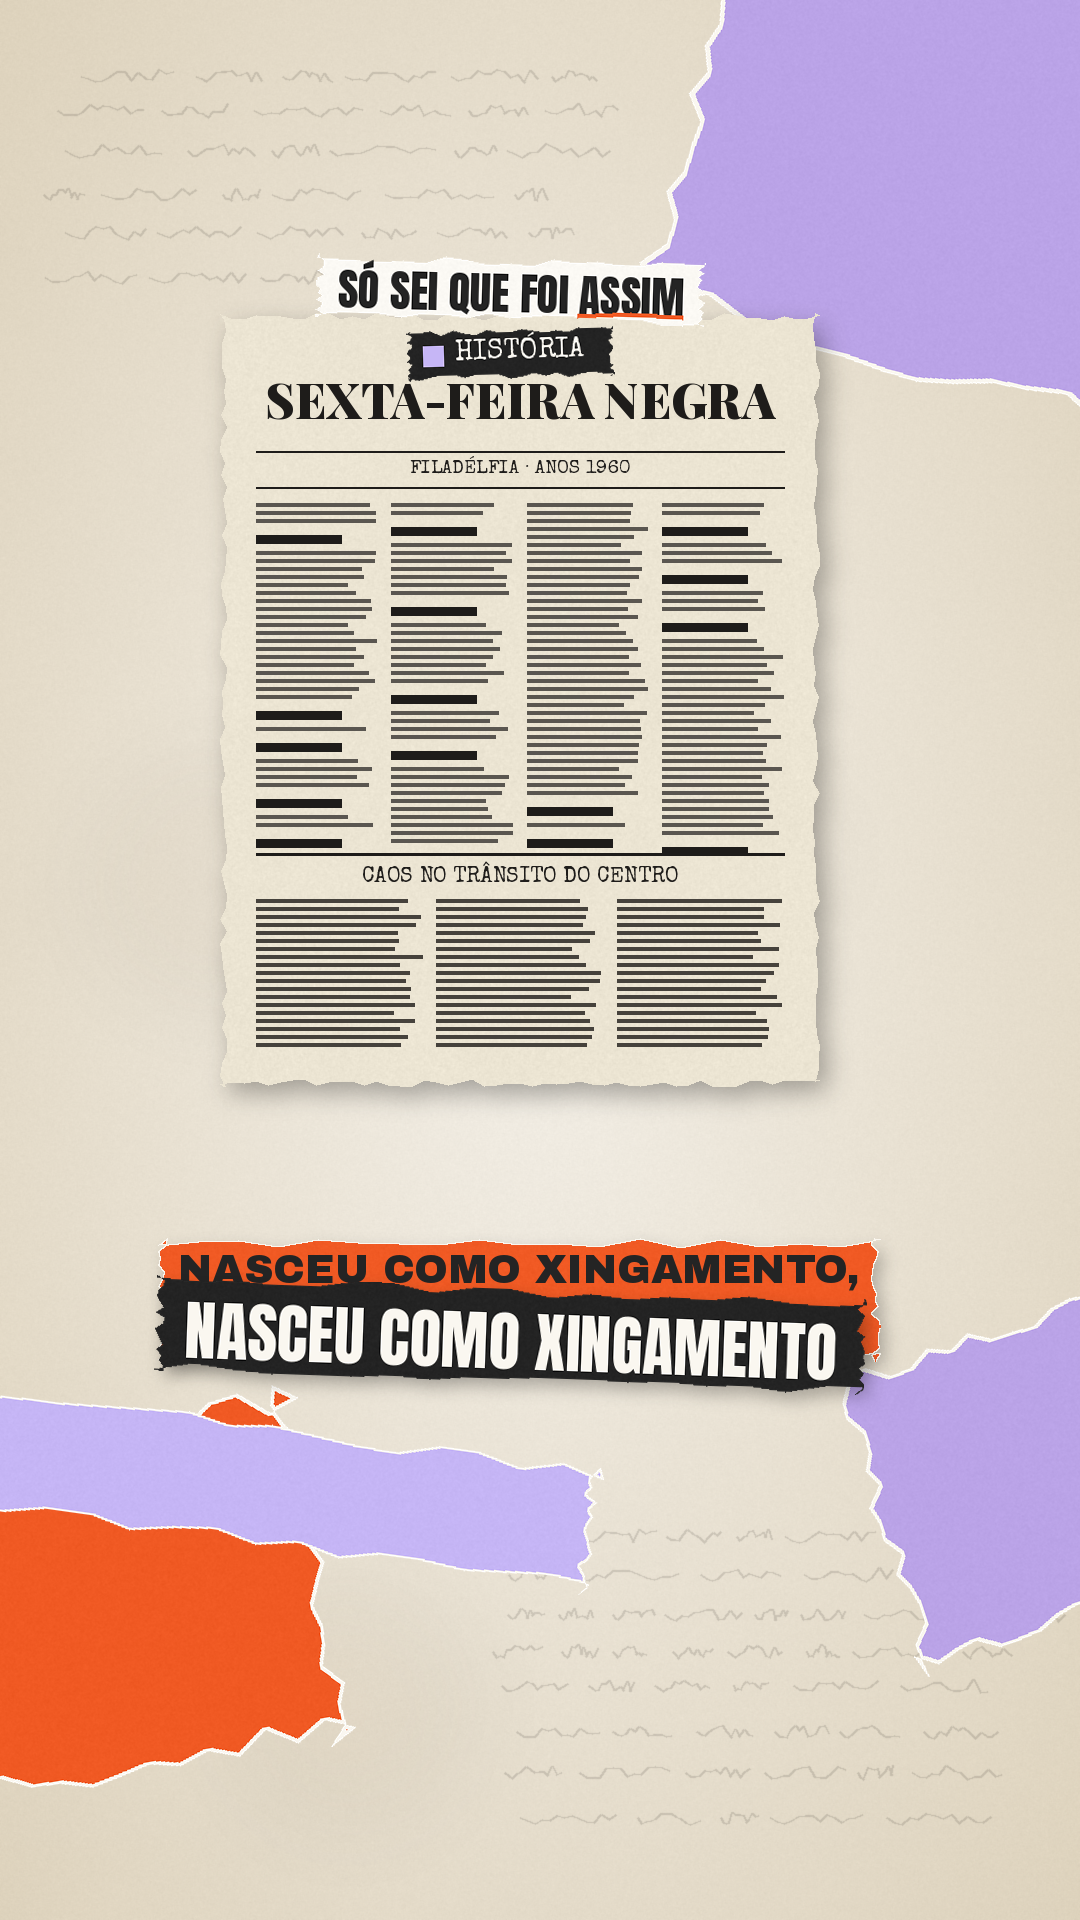 SÓ SEI QUE FOI ASSIM
HISTÓRIA
SEXTA-FEIRA NEGRA
FILADÉLFIA · ANOS 1960
CAOS NO TRÂNSITO DO CENTRO
NASCEU COMO XINGAMENTO,
NASCEU COMO XINGAMENTO